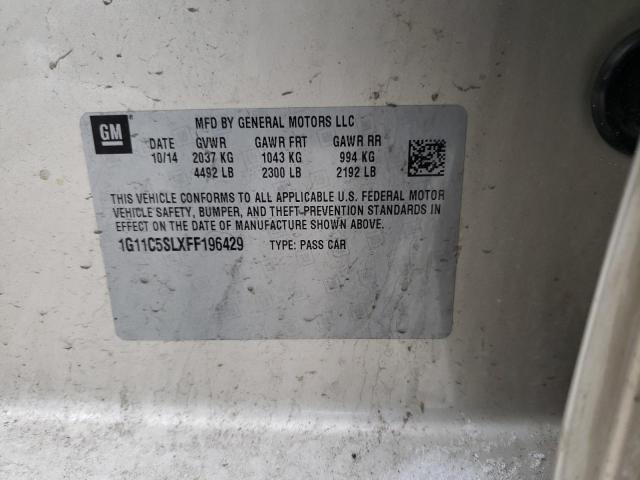 GM
MFD BY GENERAL MOTORS LLC
DATE GVWR GAWR FRT GAWR RR
10/14 2037 KG 1043 KG 994 KG
4492 LB 2300 LB 2192 LB
THIS VEHICLE CONFORMS TO ALL APPLICABLE U.S. FEDERAL MOTOR
VEHICLE SAFETY, BUMPER, AND THEFT-PREVENTION STANDARDS IN
EFFECT ON THE DATE OF MANUFACTURE SHOWN ABOVE.
1G11C5SLXFF196429 TYPE: PASS CAR